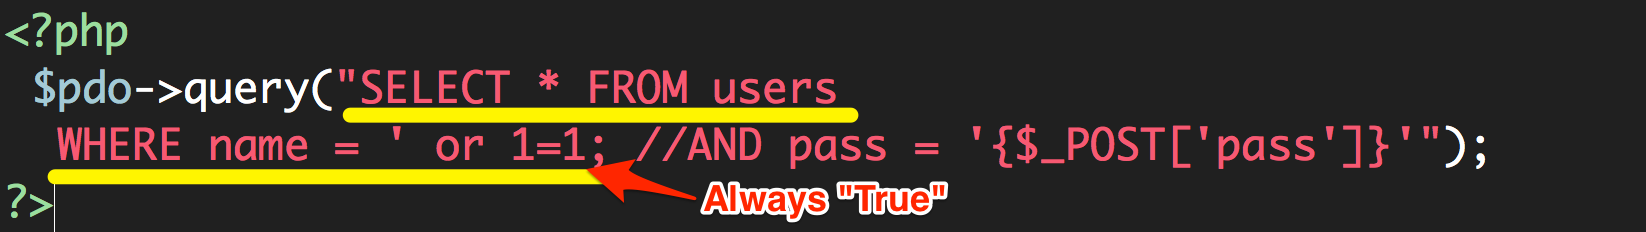 <?php
$pdo->query("SELECT * FROM users
WHERE name = ' or 1=1; //AND pass = '{$_POST['pass']}'");
Always "True"
?>